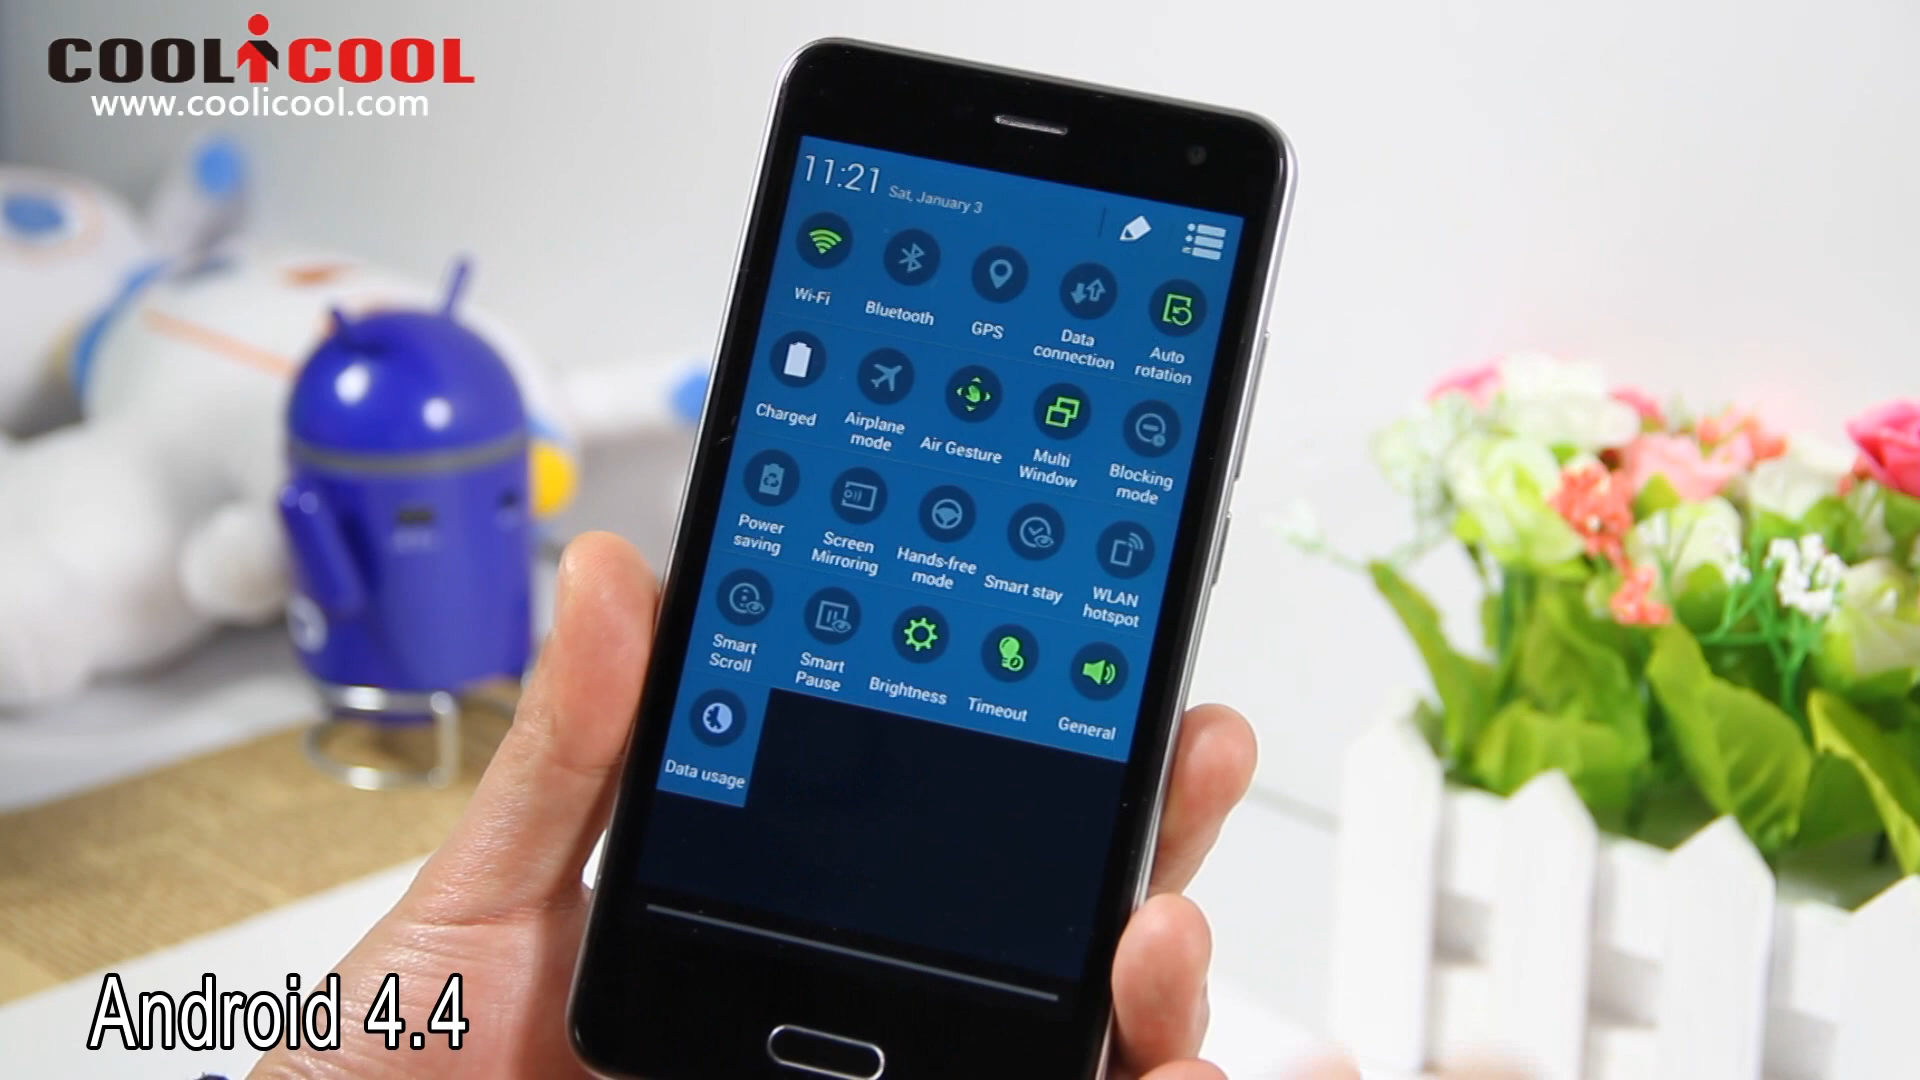 COOLiCOOL
www.coolicool.com
11:21 Sat, January 3
Wi-Fi
Bluetooth
GPS
Data
connection
Auto
rotation
Charged
Airplane
mode
Air Gesture
Multi
Window
Blocking
mode
Power
saving
Screen
Mirroring
Hands-free
mode
Smart stay
WLAN
hotspot
Smart
Scroll
Smart
Pause
Brightness
Timeout
General
Data usage
Android 4.4